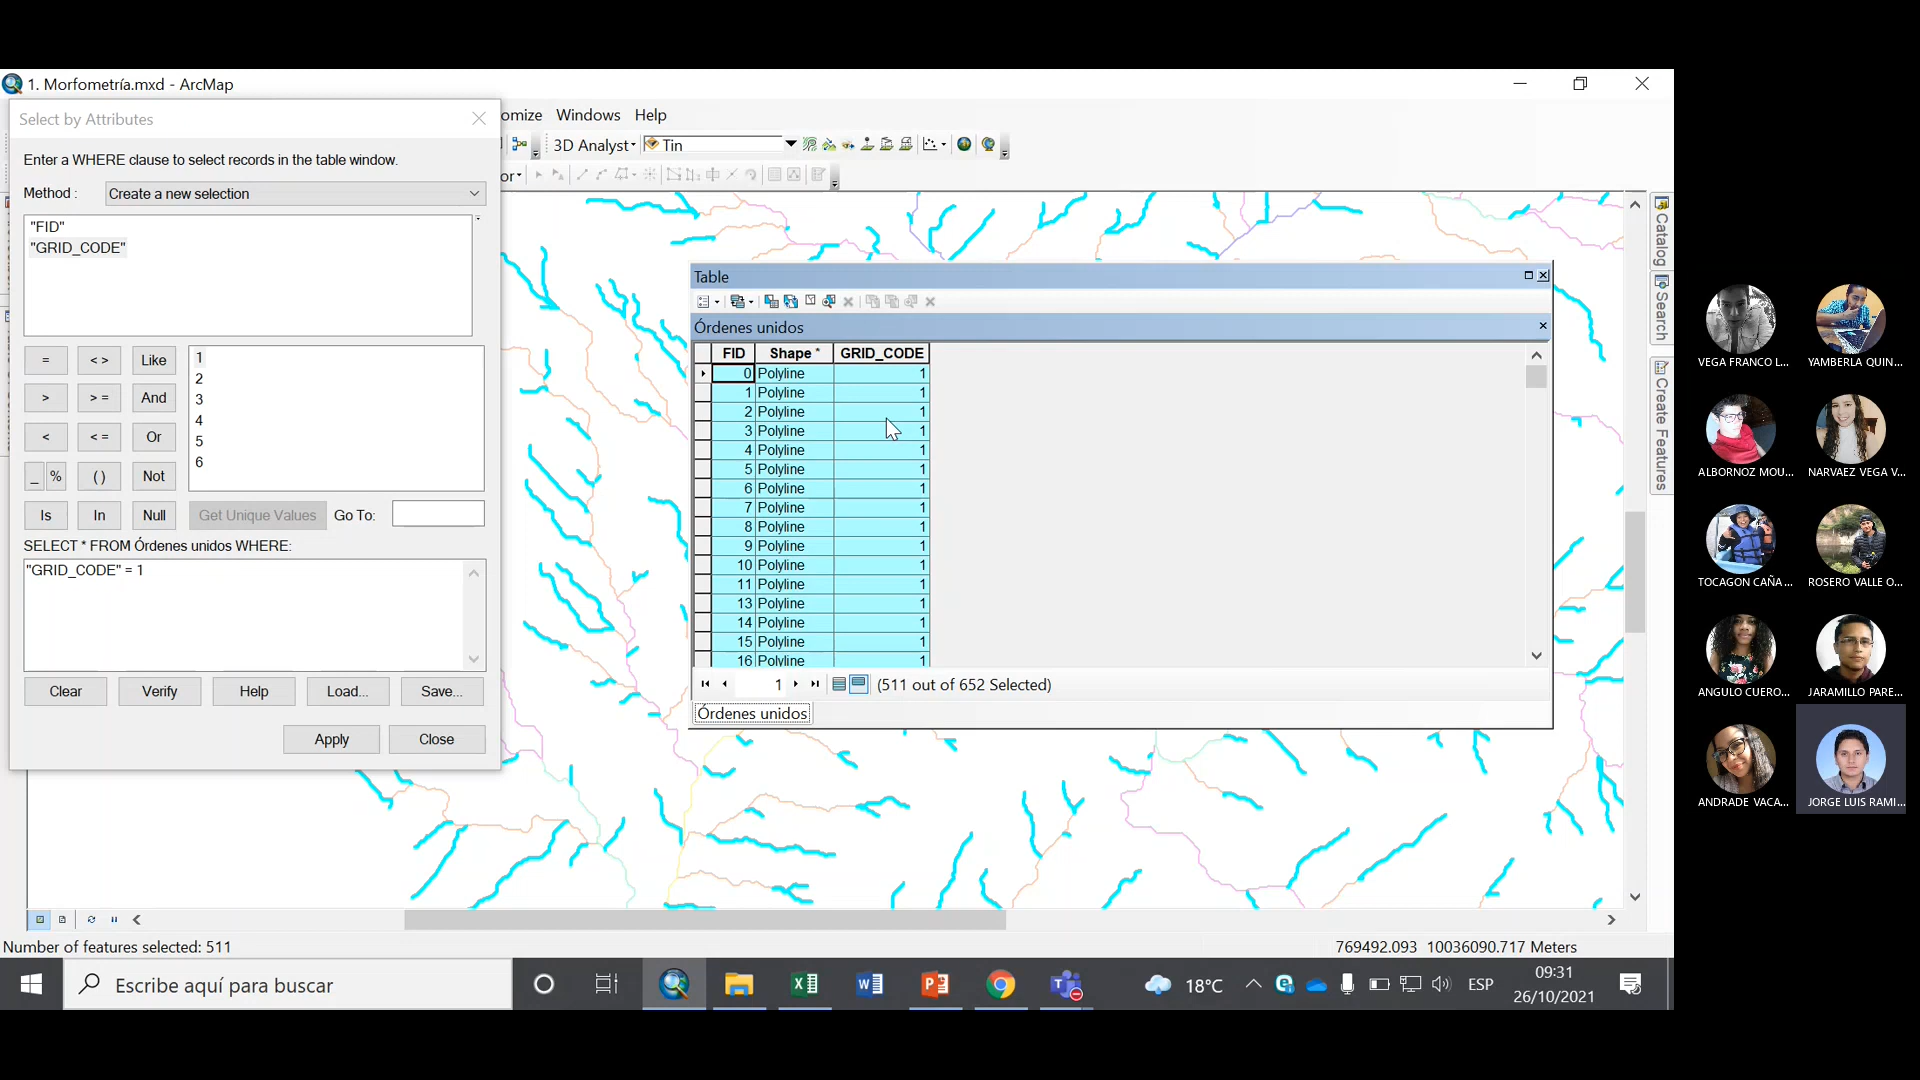 1. Morfometría.mxd - ArcMap
Select by Attributes
omize Windows Help
3D Analyst
Tin
or
Enter a WHERE clause to select records in the table window.
Method :
Create a new selection
"FID"
"GRID_CODE"
= < > Like
> > = And
< < = Or
_ % ( ) Not
Is In Null
1
2
3
4
5
6
Get Unique Values Go To:
SELECT * FROM Órdenes unidos WHERE:
"GRID_CODE" = 1
Clear Verify Help Load... Save...
Apply Close
Table
Órdenes unidos
FID Shape * GRID_CODE
0 Polyline 1
1 Polyline 1
2 Polyline 1
3 Polyline 1
4 Polyline 1
5 Polyline 1
6 Polyline 1
7 Polyline 1
8 Polyline 1
9 Polyline 1
10 Polyline 1
11 Polyline 1
13 Polyline 1
14 Polyline 1
15 Polyline 1
16 Polyline 1
1
(511 out of 652 Selected)
Órdenes unidos
Catalog
Search
Create Features
Number of features selected: 511
769492.093 10036090.717 Meters
Escribe aquí para buscar
18°C
ESP
09:31
26/10/2021
VEGA FRANCO L...
YAMBERLA QUIN...
ALBORNOZ MOU...
NARVAEZ VEGA V...
TOCAGON CAÑA ...
ROSERO VALLE O...
ANGULO CUERO...
JARAMILLO PARE...
ANDRADE VACA...
JORGE LUIS RAMI...